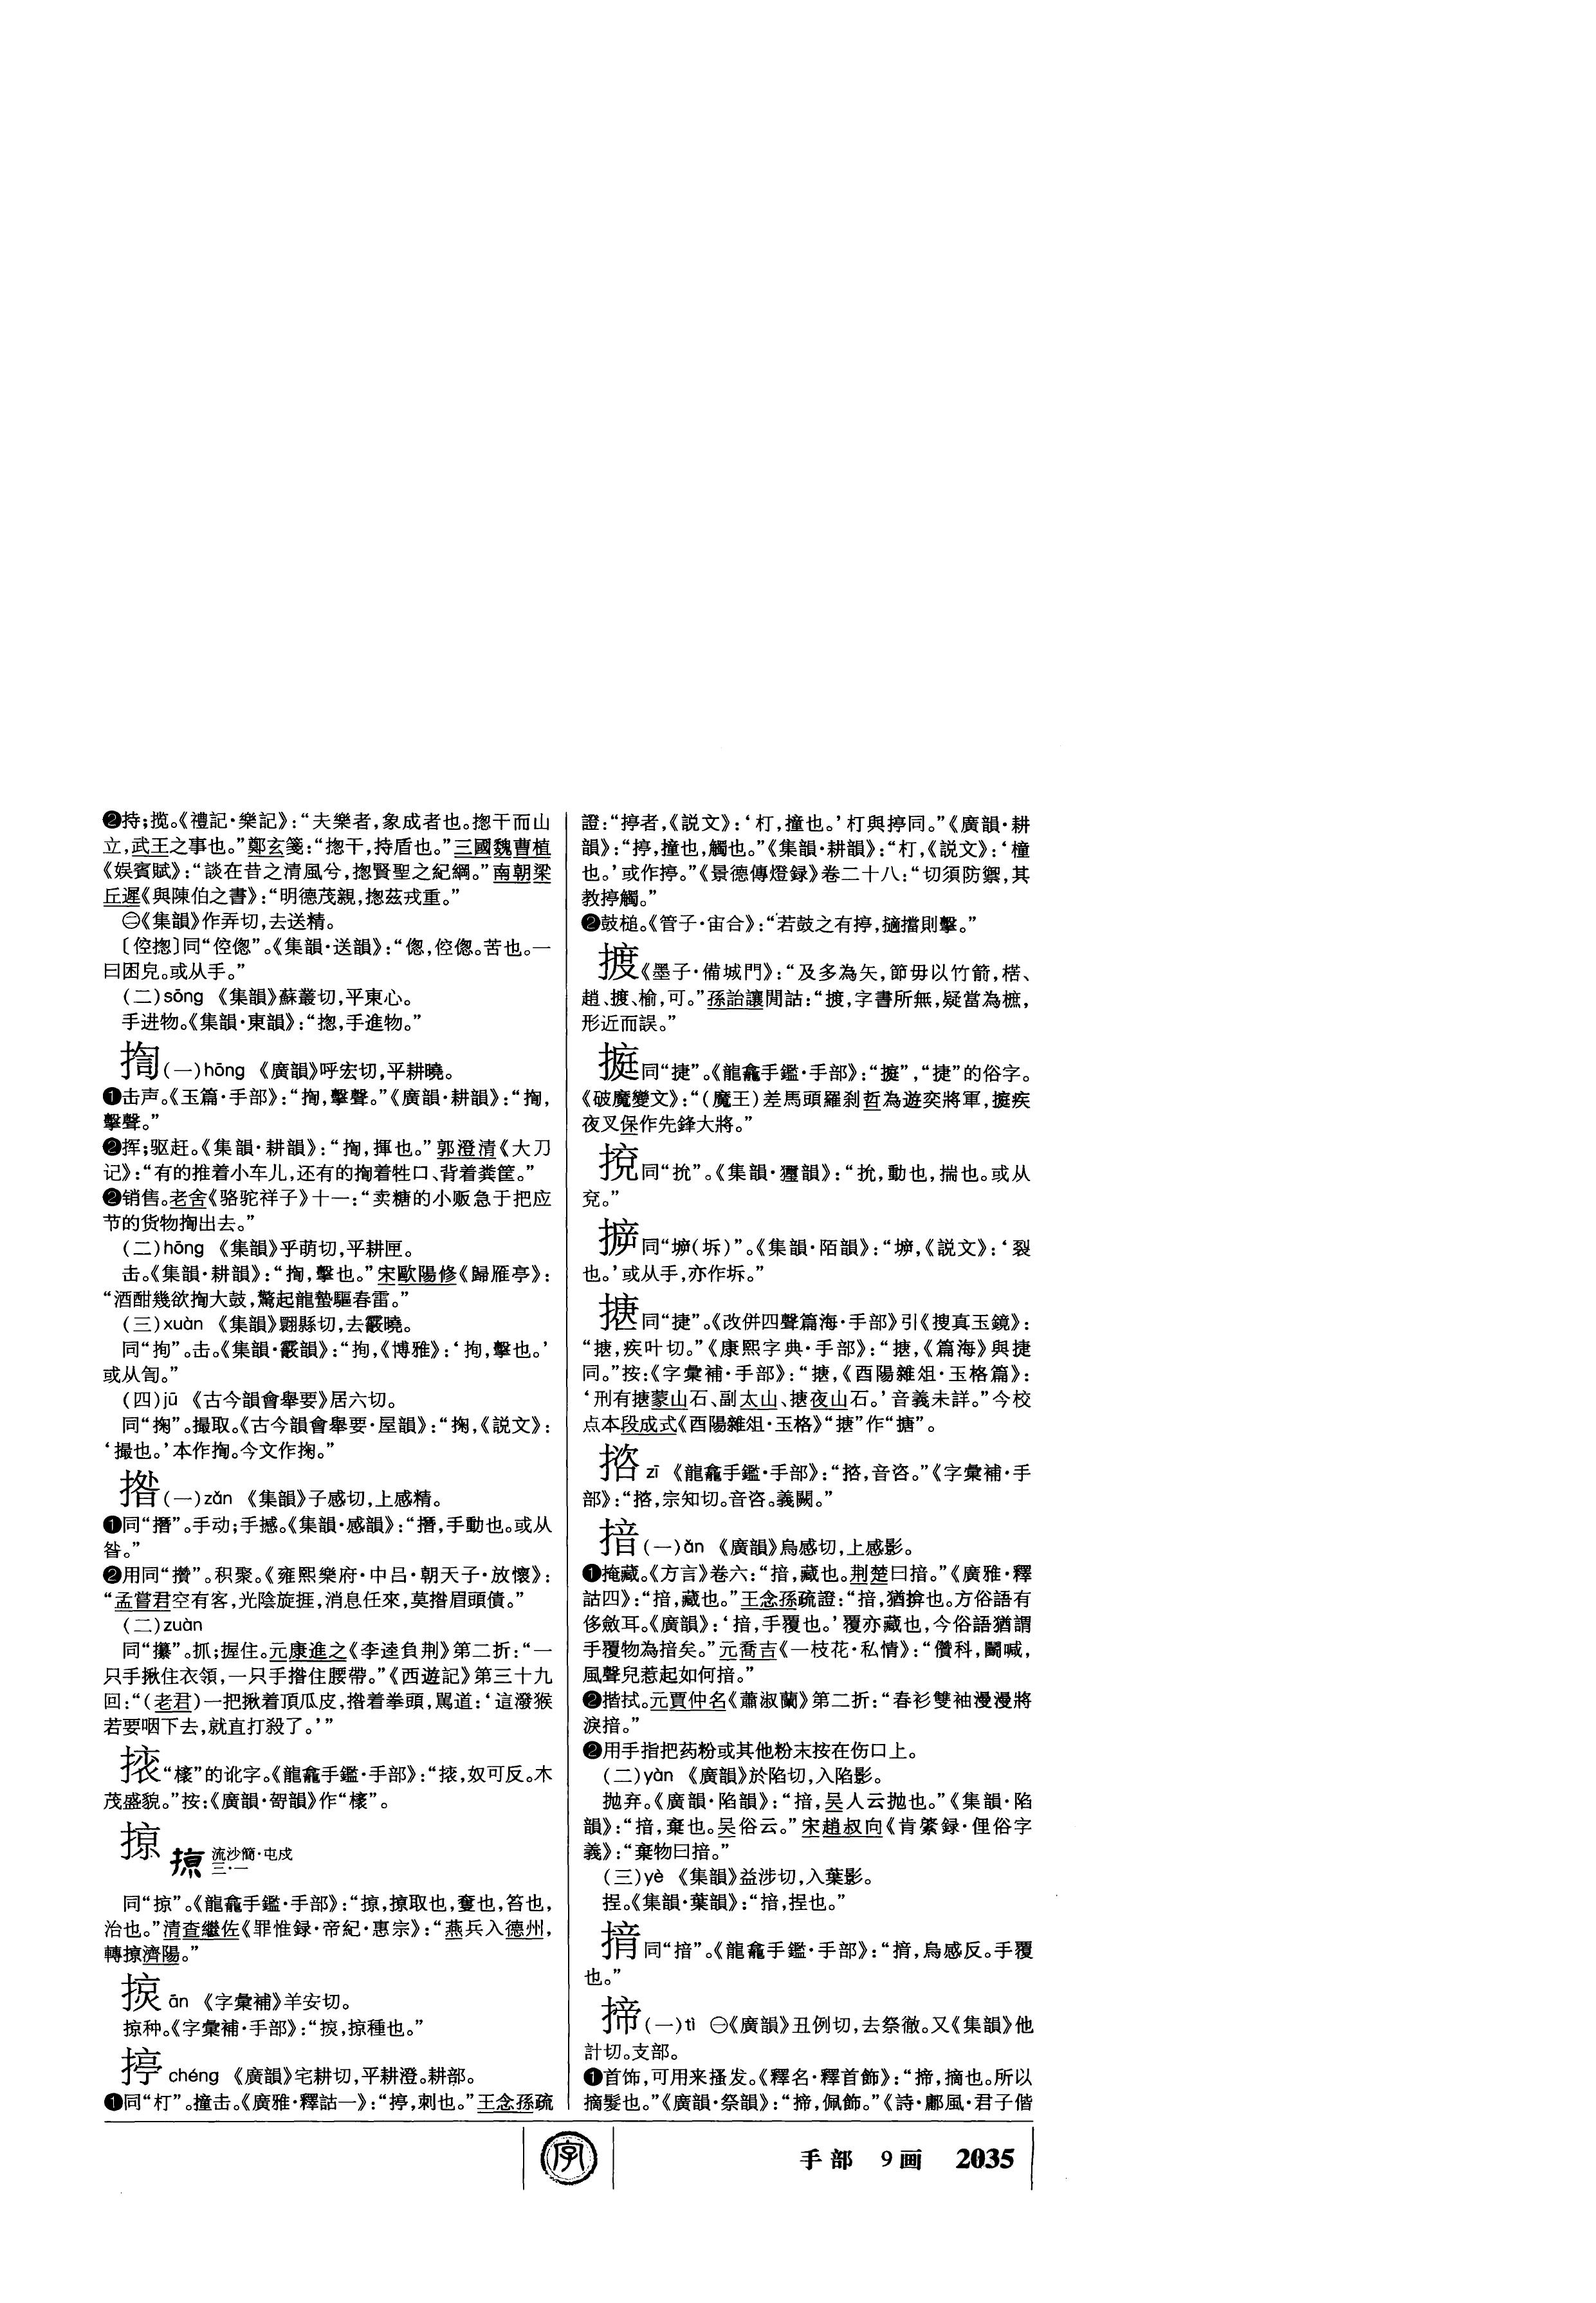 ❷持;揽。《禮記·樂記》:“夫樂者,象成者也。揔干而山
立,武王之事也。”鄭玄箋:“揔干,持盾也。”三國魏曹植
《娱賓賦》:“談在昔之清風兮,揔賢聖之紀綱。”南朝梁
丘遲《與陳伯之書》:“明德茂親,揔茲戎重。”
㊁《集韻》作弄切,去送精。
〔倥揔〕同“倥偬”。《集韻·送韻》:“偬,倥偬。苦也。一
曰困皃。或从手。”
(二)sōng 《集韻》蘇叢切,平東心。
手进物。《集韻·東韻》:“揔,手進物。”
揈(一)hōng 《廣韻》呼宏切,平耕曉。
❶击声。《玉篇·手部》:“揈,擊聲。”《廣韻·耕韻》:“揈,
擊聲。”
❷挥;驱赶。《集韻·耕韻》:“揈,揮也。”郭澄清《大刀
记》:“有的推着小车儿,还有的揈着牲口、背着粪筐。”
❷销售。老舍《骆驼祥子》十一:“卖糖的小贩急于把应
节的货物揈出去。”
(二)hōng 《集韻》乎萌切,平耕匣。
击。《集韻·耕韻》:“揈,擊也。”宋歐陽修《歸雁亭》:
“酒酣幾欲揈大鼓,驚起龍蟄驅春雷。”
(三)xuàn 《集韻》翾縣切,去霰曉。
同“拘”。击。《集韻·霰韻》:“拘,《博雅》:‘拘,擊也。’
或从訇。”
(四)jū 《古今韻會舉要》居六切。
同“掬”。撮取。《古今韻會舉要·屋韻》:“掬,《説文》:
‘撮也。’本作揈。今文作掬。”
揝(一)zǎn 《集韻》子感切,上感精。
❶同“撍”。手动;手撼。《集韻·感韻》:“撍,手動也。或从
昝。”
❷用同“攢”。积聚。《雍熙樂府·中吕·朝天子·放懷》:
“孟嘗君空有客,光陰旋捱,消息任來,莫揝眉頭債。”
(二)zuàn
同“攥”。抓;握住。元康進之《李逵負荆》第二折:“一
只手揪住衣領,一只手揝住腰帶。”《西遊記》第三十九
回:“(老君)一把揪着頂瓜皮,揝着拳頭,罵道:‘這潑猴
若要咽下去,就直打殺了。’”
“橠”的讹字。《龍龕手鑑·手部》:“,奴可反。木
茂盛貌。”按:《廣韻·哿韻》作“橠”。
㨼 流沙簡·屯戍
三·一
同“掠”。《龍龕手鑑·手部》:“,取也,奪也,笞也,
治也。”清查繼佐《罪惟録·帝紀·惠宗》:“燕兵入德州,
轉濟陽。”
ān 《字彙補》羊安切。
掠种。《字彙補·手部》:“,掠種也。”
揨 chéng 《廣韻》宅耕切,平耕澄。耕部。
❶同“朾”。撞击。《廣雅·釋詁一》:“揨,刺也。”王念孫疏
證:“揨者,《説文》:‘朾,撞也。’朾與揨同。”《廣韻·耕
韻》:“揨,撞也,觸也。”《集韻·耕韻》:“朾,《説文》:‘橦
也。’或作揨。”《景德傳燈録》卷二十八:“切須防禦,其
教揨觸。”
❷鼓槌。《管子·宙合》:“若鼓之有揨,擿擋則擊。”
㨲《墨子·備城門》:“及多為矢,節毋以竹箭,楛、
趙、㨲、榆,可。”孫詒讓閒詁:“㨲,字書所無,疑當為樜,
形近而誤。”
同“捷”。《龍龕手鑑·手部》:“”,“捷”的俗字。
《破魔變文》:“(魔王)差馬頭羅刹哲為遊奕將軍,疾
夜叉保作先鋒大將。”
同“抭”。《集韻·獮韻》:“抭,動也,揣也。或从
兗。”
同“㙤(坼)”。《集韻·陌韻》:“㙤,《説文》:‘裂
也。’或从手,亦作坼。”
同“捷”。《改併四聲篇海·手部》引《搜真玉鏡》:
“,疾叶切。”《康熙字典·手部》:“,《篇海》與捷
同。”按:《字彙補·手部》:“,《酉陽雜俎·玉格篇》:
‘刑有蒙山石、副太山、夜山石。’音義未詳。”今校
点本段成式《酉陽雜俎·玉格》“”作“搪”。
zī 《龍龕手鑑·手部》:“,音咨。”《字彙補·手
部》:“,宗知切。音咨。義闕。”
揞(一)ǎn 《廣韻》烏感切,上感影。
❶掩藏。《方言》卷六:“揞,藏也。荆楚曰揞。”《廣雅·釋
詁四》:“揞,藏也。”王念孫疏證:“揞,猶揜也。方俗語有
侈斂耳。《廣韻》:‘揞,手覆也。’覆亦藏也,今俗語猶謂
手覆物為揞矣。”元喬吉《一枝花·私情》:“儹科,鬭喊,
風聲兒惹起如何揞。”
❷揩拭。元賈仲名《蕭淑蘭》第二折:“春衫雙袖漫漫將
淚揞。”
❷用手指把药粉或其他粉末按在伤口上。
(二)yàn 《廣韻》於陷切,入陷影。
抛弃。《廣韻·陷韻》:“揞,吴人云抛也。”《集韻·陷
韻》:“揞,棄也。吴俗云。”宋趙叔向《肯綮録·俚俗字
義》:“棄物曰揞。”
(三)yè 《集韻》益涉切,入葉影。
捏。《集韻·葉韻》:“揞,捏也。”
同“揞”。《龍龕手鑑·手部》:“,烏感反。手覆
也。”
揥(一)tì ㊀《廣韻》丑例切,去祭徹。又《集韻》他
計切。支部。
❶首饰,可用来搔发。《釋名·釋首飾》:“揥,摘也。所以
摘髮也。”《廣韻·祭韻》:“揥,佩飾。”《詩·鄘風·君子偕
字
手部 9画 2035